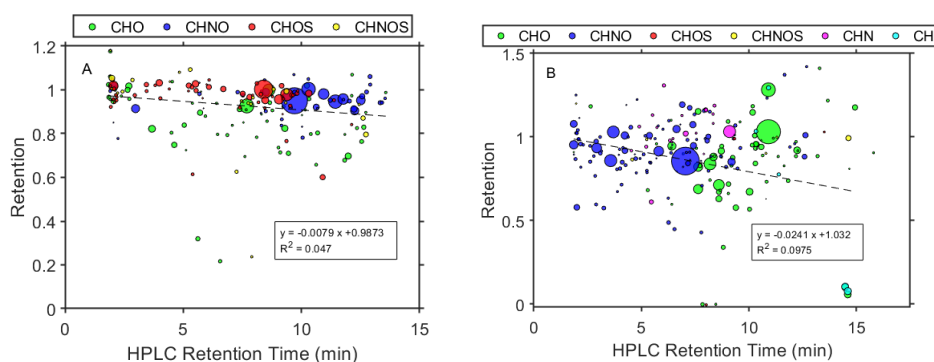 CHO CHNO CHOS CHNOS
A
1.2
1
0.8
0.6
0.4
0.2
0
Retention
y = -0.0079 x +0.9873
R² = 0.047
0 5 10 15
HPLC Retention Time (min)
CHO CHNO CHOS CHNOS CHN CH
B
1.5
1
0.5
0
Retention
y = -0.0241 x +1.032
R² = 0.0975
0 5 10 15
HPLC Retention Time (min)